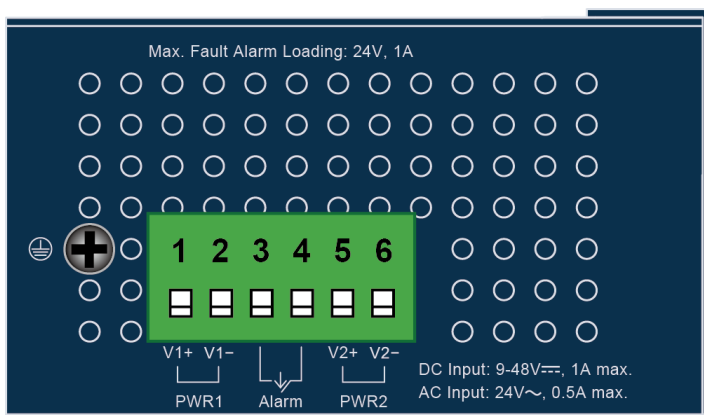 Max. Fault Alarm Loading: 24V, 1A
1 2 3 4 5 6
V1+ V1− V2+ V2−
PWR1 Alarm PWR2
DC Input: 9-48V⎓, 1A max.
AC Input: 24V～, 0.5A max.